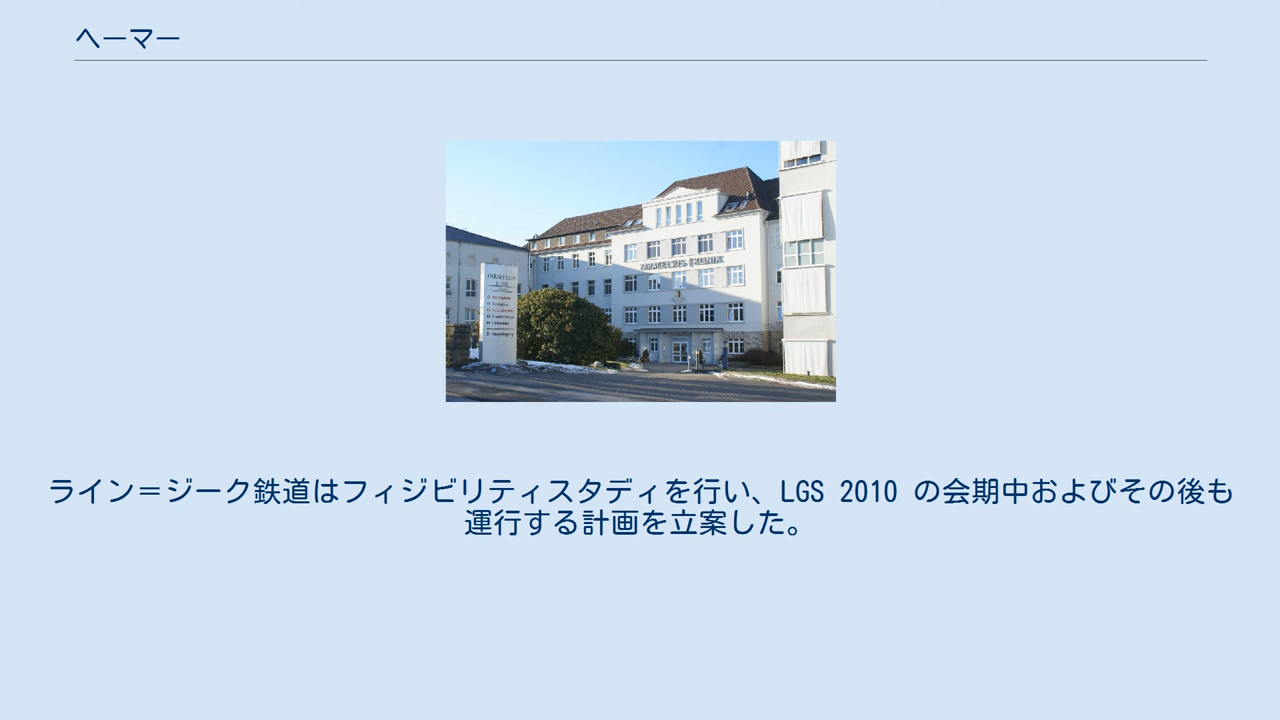 ヘーマー
PARACELSUS KLINIK
ライン＝ジーク鉄道はフィジビリティスタディを行い、LGS 2010 の会期中およびその後も
運行する計画を立案した。